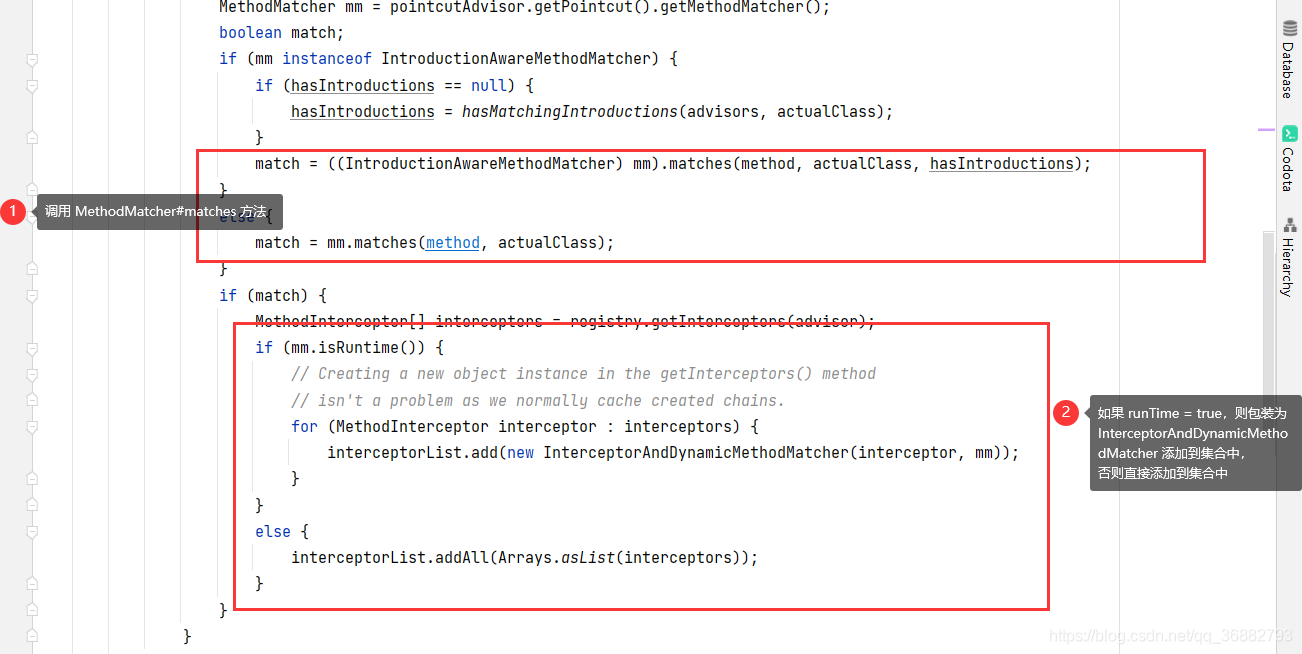 MethodMatcher mm = pointcutAdvisor.getPointcut().getMethodMatcher();
boolean match;
if (mm instanceof IntroductionAwareMethodMatcher) {
if (hasIntroductions == null) {
hasIntroductions = hasMatchingIntroductions(advisors, actualClass);
}
match = ((IntroductionAwareMethodMatcher) mm).matches(method, actualClass, hasIntroductions);
}
1 调用 MethodMatcher#matches 方法
else {
match = mm.matches(method, actualClass);
}
if (match) {
MethodInterceptor[] interceptors = registry.getInterceptors(advisor);
if (mm.isRuntime()) {
// Creating a new object instance in the getInterceptors() method
// isn't a problem as we normally cache created chains.
for (MethodInterceptor interceptor : interceptors) {
interceptorList.add(new InterceptorAndDynamicMethodMatcher(interceptor, mm));
}
}
else {
interceptorList.addAll(Arrays.asList(interceptors));
}
}
}
2 如果 runTime = true，则包装为
InterceptorAndDynamicMetho
dMatcher 添加到集合中，
否则直接添加到集合中
Database
Codota
Hierarchy
https://blog.csdn.net/qq_36882793